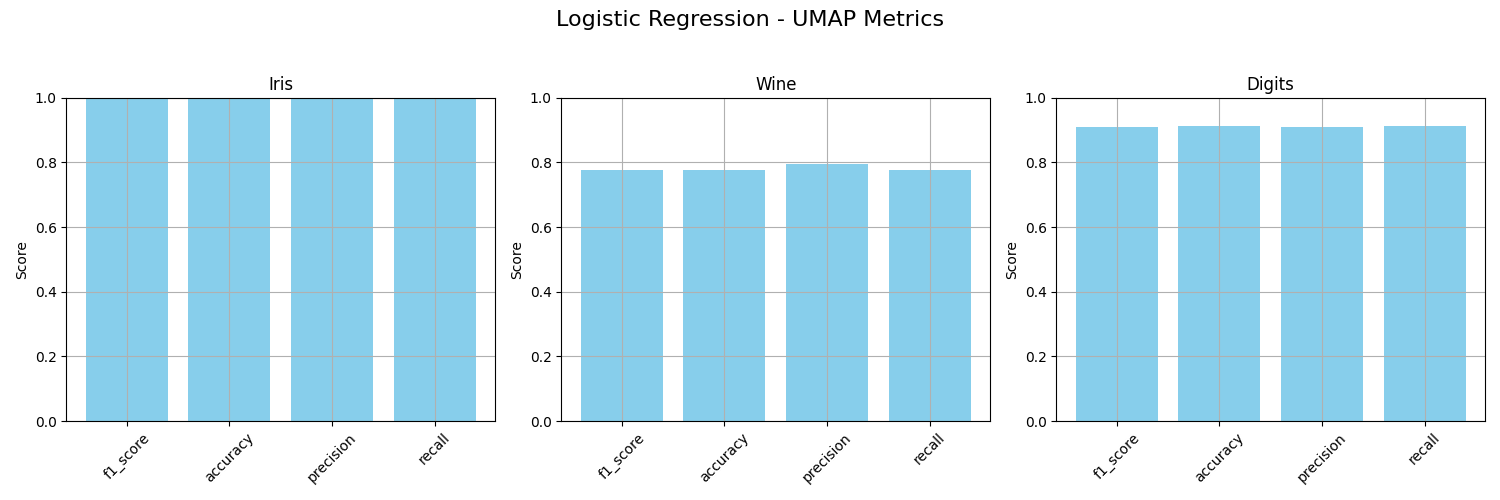 Logistic Regression - UMAP Metrics
Iris
1.0
0.8
0.6
0.4
0.2
0.0
Score
f1_score
accuracy
precision
recall
Wine
1.0
0.8
0.6
0.4
0.2
0.0
Score
f1_score
accuracy
precision
recall
Digits
1.0
0.8
0.6
0.4
0.2
0.0
Score
f1_score
accuracy
precision
recall